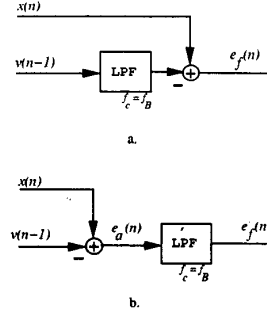 x(n)
v(n-1)
LPF
−
+
e_f(n)
f_c = f_B
a.
x(n)
v(n-1)
−
+
e_a(n)
LPF
e_f(n
f_c = f_B
b.